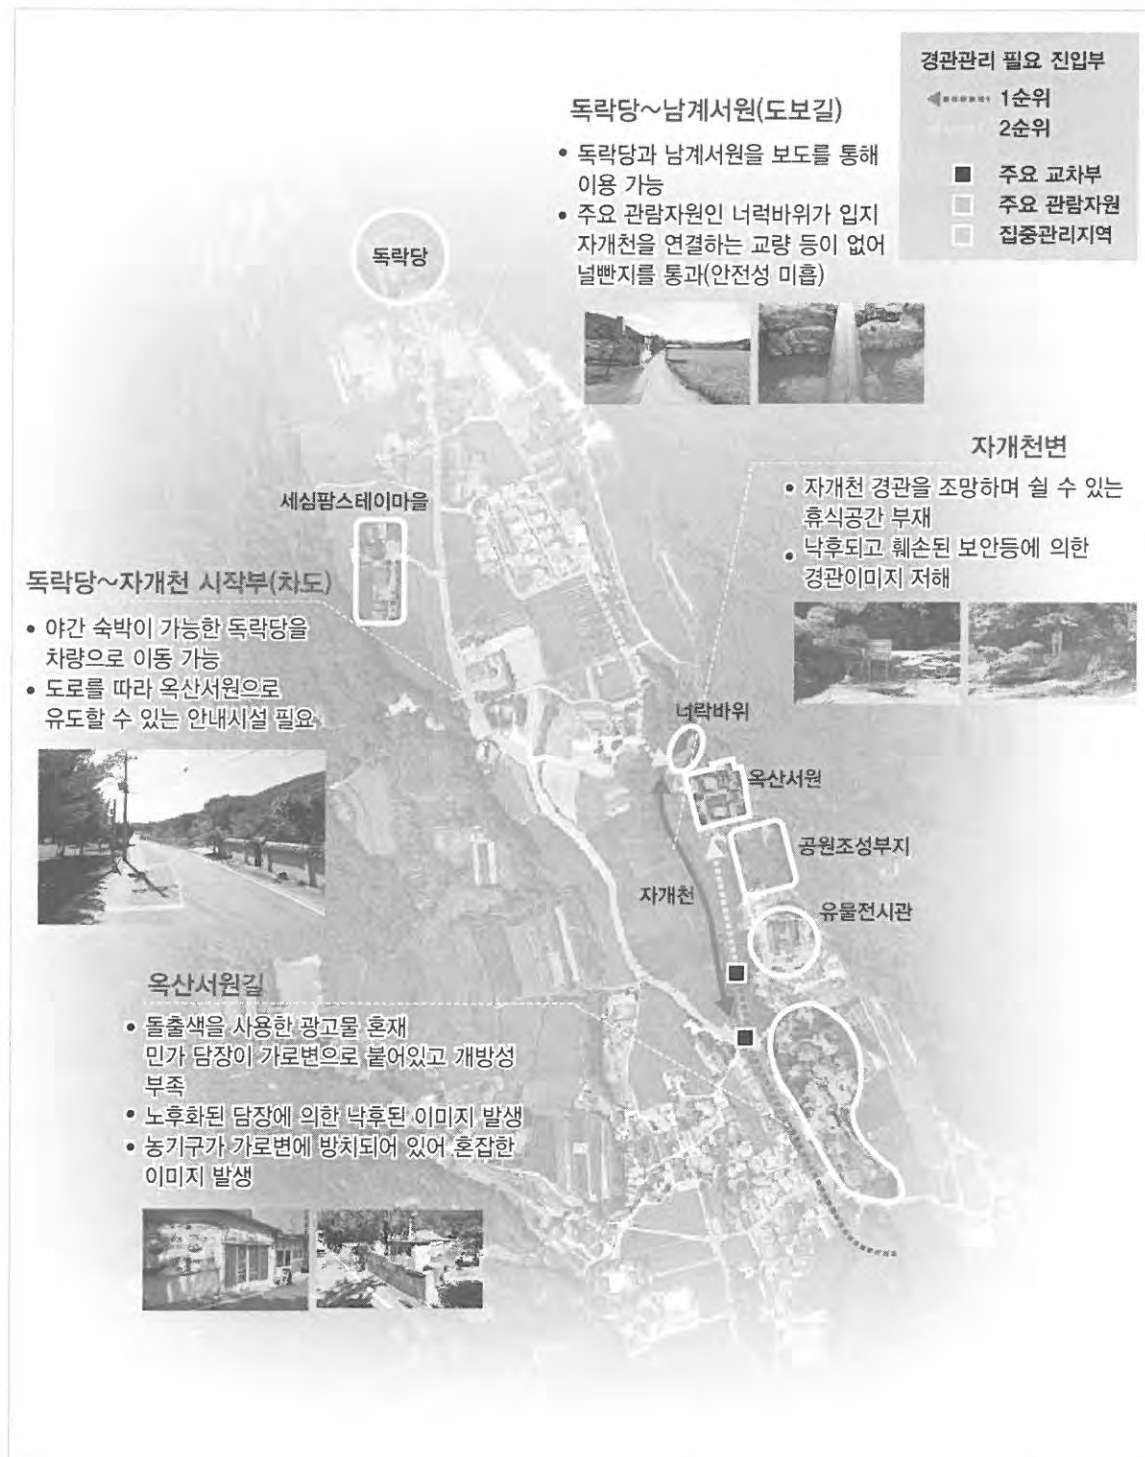 경관관리 필요 진입부
1순위
2순위
주요 교차부
주요 관람자원
집중관리지역
독락당~남계서원(도보길)
• 독락당과 남계서원을 보도를 통해
이용 가능
• 주요 관람자원인 너럭바위가 입지
자개천을 연결하는 교량 등이 없어
널빤지를 통과(안전성 미흡)
독락당
자개천변
• 자개천 경관을 조망하며 쉴 수 있는
휴식공간 부재
• 낙후되고 훼손된 보안등에 의한
경관이미지 저해
세심팜스테이마을
독락당~자개천 시작부(차도)
• 야간 숙박이 가능한 독락당을
차량으로 이동 가능
• 도로를 따라 옥산서원으로
유도할 수 있는 안내시설 필요
너락바위
옥산서원
공원조성부지
자개천
유물전시관
옥산서원길
• 돌출색을 사용한 광고물 혼재
민가 담장이 가로변으로 붙어있고 개방성
부족
• 노후화된 담장에 의한 낙후된 이미지 발생
• 농기구가 가로변에 방치되어 있어 혼잡한
이미지 발생